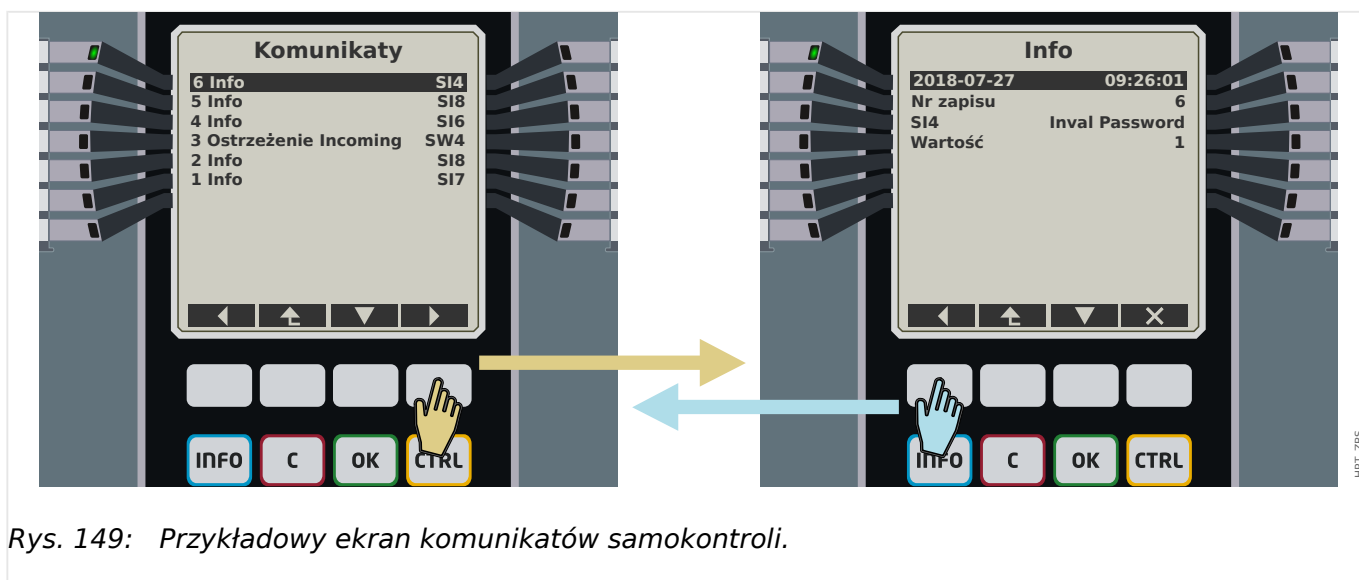 Komunikaty
6 Info SI4
5 Info SI8
4 Info SI6
3 Ostrzeżenie Incoming SW4
2 Info SI8
1 Info SI7
INFO C OK CTRL
Info
2018-07-27 09:26:01
Nr zapisu 6
SI4 Inval Password
Wartość 1
INFO C OK CTRL
Rys. 149: Przykładowy ekran komunikatów samokontroli.